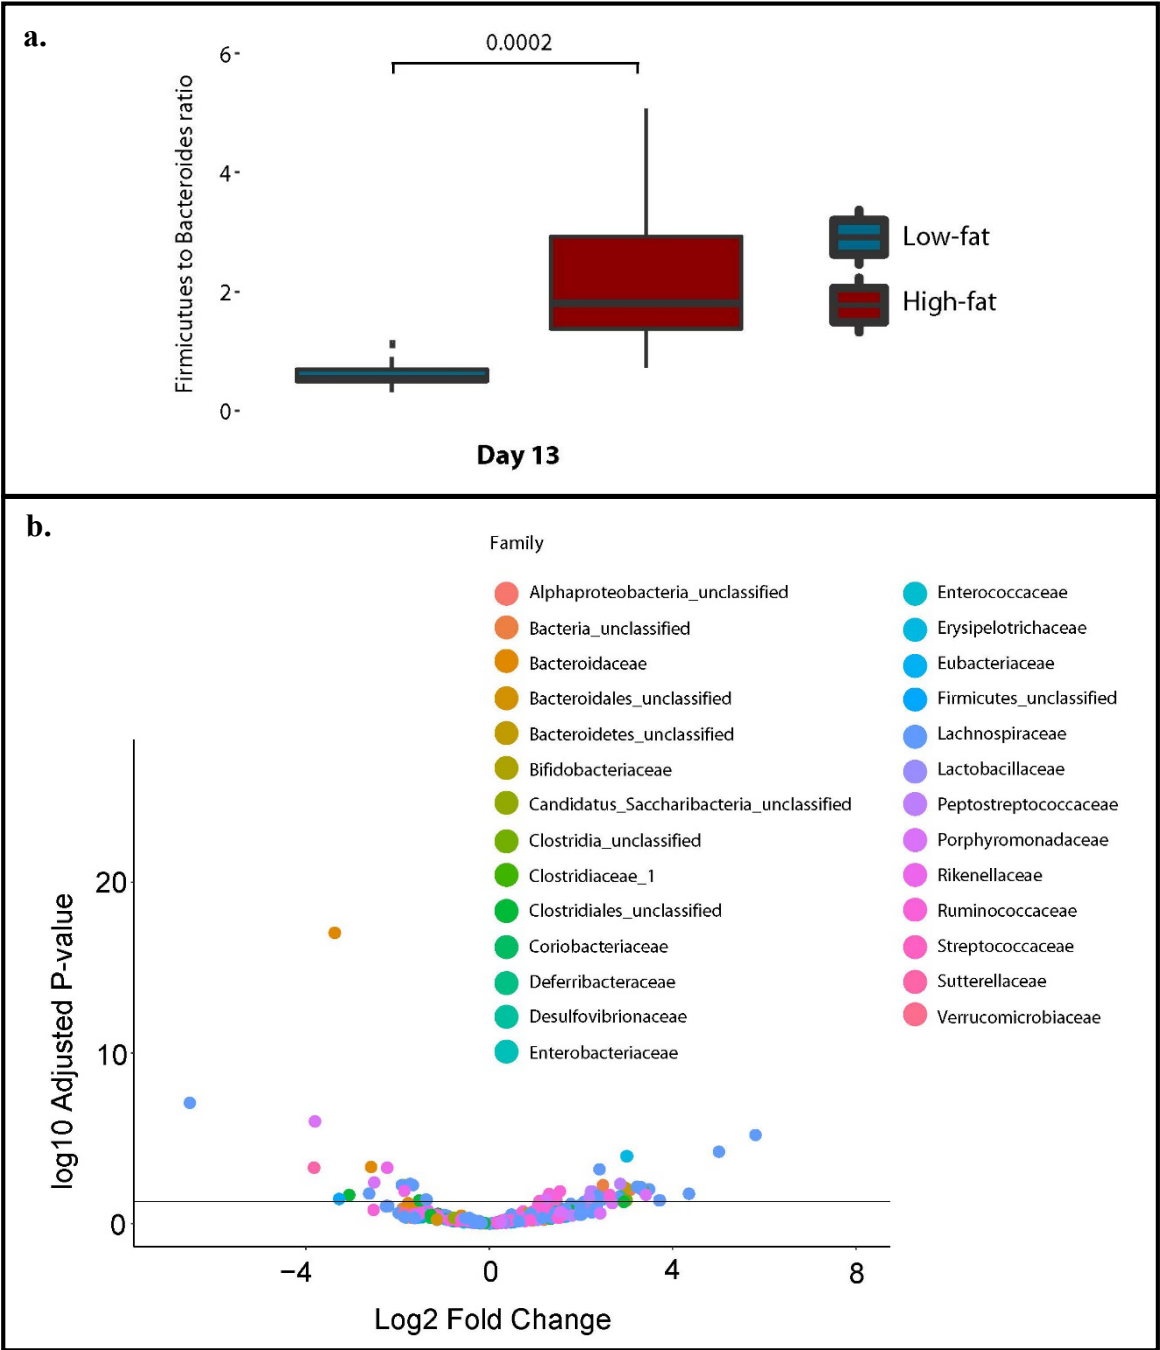 a.
0.0002
6
4
2
0
Firmicutues to Bacteroides ratio
Low-fat
High-fat
Day 13
b.
Family
Alphaproteobacteria_unclassified
Bacteria_unclassified
Bacteroidaceae
Bacteroidales_unclassified
Bacteroidetes_unclassified
Bifidobacteriaceae
Candidatus_Saccharibacteria_unclassified
Clostridia_unclassified
Clostridiaceae_1
Clostridiales_unclassified
Coriobacteriaceae
Deferribacteraceae
Desulfovibrionaceae
Enterobacteriaceae
Enterococcaceae
Erysipelotrichaceae
Eubacteriaceae
Firmicutes_unclassified
Lachnospiraceae
Lactobacillaceae
Peptostreptococcaceae
Porphyromonadaceae
Rikenellaceae
Ruminococcaceae
Streptococcaceae
Sutterellaceae
Verrucomicrobiaceae
20
10
0
log10 Adjusted P-value
−4 0 4 8
Log2 Fold Change